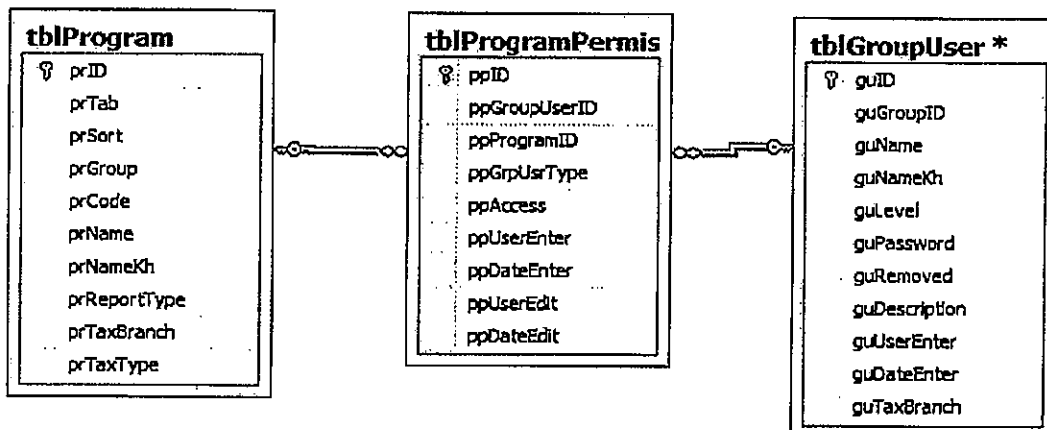 tblProgram
prID
prTab
prSort
prGroup
prCode
prName
prNameKh
prReportType
prTaxBranch
prTaxType
tblProgramPermis
ppID
ppGroupUserID
ppProgramID
ppGrpUsrType
ppAccess
ppUserEnter
ppDateEnter
ppUserEdit
ppDateEdit
tblGroupUser *
guID
guGroupID
guName
guNameKh
guLevel
guPassword
guRemoved
guDescription
guUserEnter
guDateEnter
guTaxBranch